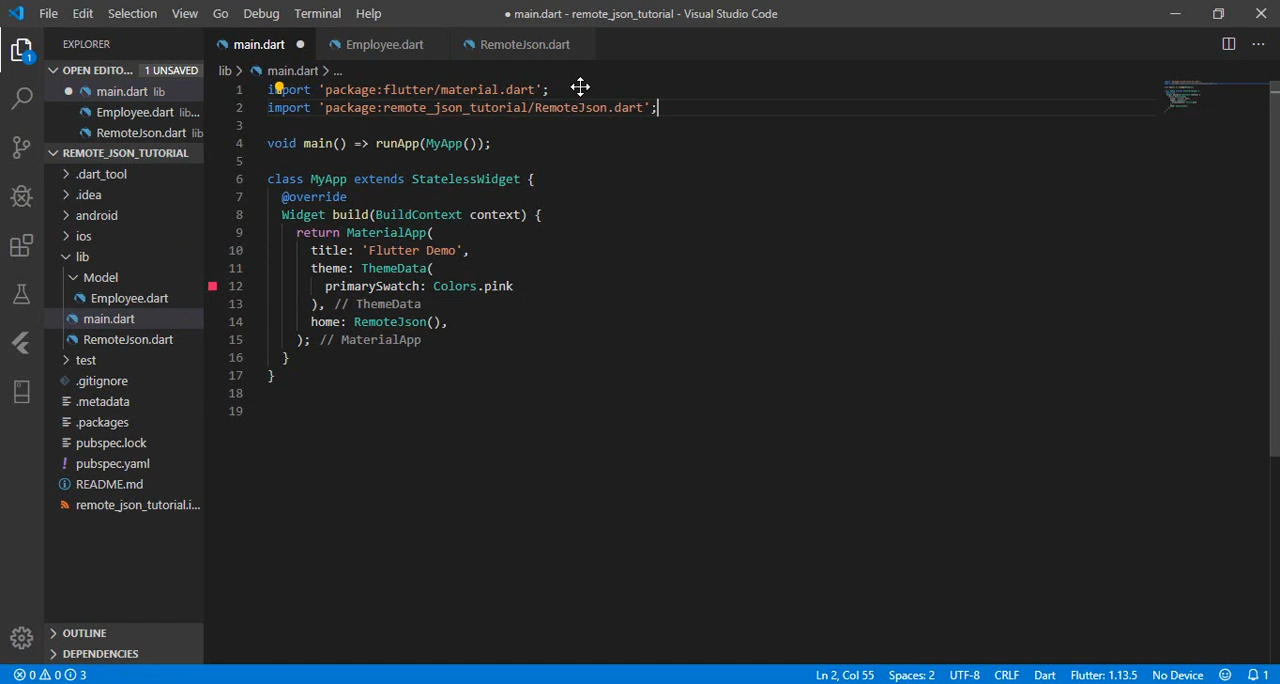 File Edit Selection View Go Debug Terminal Help
● main.dart - remote_json_tutorial - Visual Studio Code
EXPLORER
main.dart
Employee.dart
RemoteJson.dart
OPEN EDITO... 1 UNSAVED
main.dart lib
Employee.dart lib...
RemoteJson.dart lib
REMOTE_JSON_TUTORIAL
.dart_tool
.idea
android
ios
lib
Model
Employee.dart
main.dart
RemoteJson.dart
test
.gitignore
.metadata
.packages
pubspec.lock
pubspec.yaml
README.md
remote_json_tutorial.i...
OUTLINE
DEPENDENCIES
1
lib > main.dart > ...
1 import 'package:flutter/material.dart';
2 import 'package:remote_json_tutorial/RemoteJson.dart';
3
4 void main() => runApp(MyApp());
5
6 class MyApp extends StatelessWidget {
7 @override
8 Widget build(BuildContext context) {
9 return MaterialApp(
10 title: 'Flutter Demo',
11 theme: ThemeData(
12 primarySwatch: Colors.pink
13 ), // ThemeData
14 home: RemoteJson(),
15 ); // MaterialApp
16 }
17 }
18
19
0 0 3
Ln 2, Col 55 Spaces: 2 UTF-8 CRLF Dart Flutter: 1.13.5 No Device 1